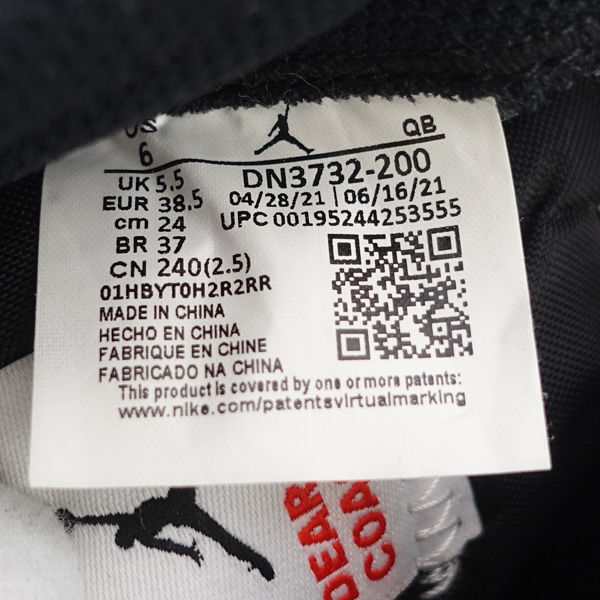 US
6
QB
UK 5.5
EUR 38.5
cm 24
BR 37
CN 240(2.5)
01HBYT0H2R2RR
MADE IN CHINA
HECHO EN CHINA
FABRIQUE EN CHINE
FABRICADO NA CHINA
DN3732-200
04/28/21 | 06/16/21
UPC 00195244253555
This product is covered by one or more patents:
www.nike.com/patentsvirtualmarking
DEAR